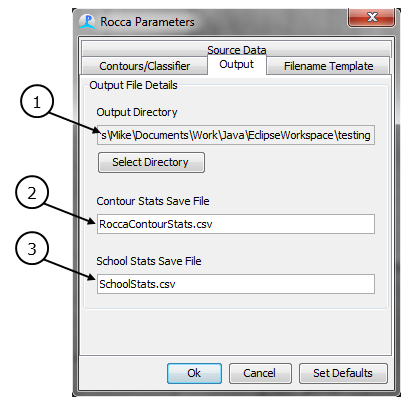 Rocca Parameters
Source Data
Contours/Classifier Output Filename Template
Output File Details
Output Directory
1
s\Mike\Documents\Work\Java\EclipseWorkspace\testing
Select Directory
2
Contour Stats Save File
RoccaContourStats.csv
3
School Stats Save File
SchoolStats.csv
Ok Cancel Set Defaults